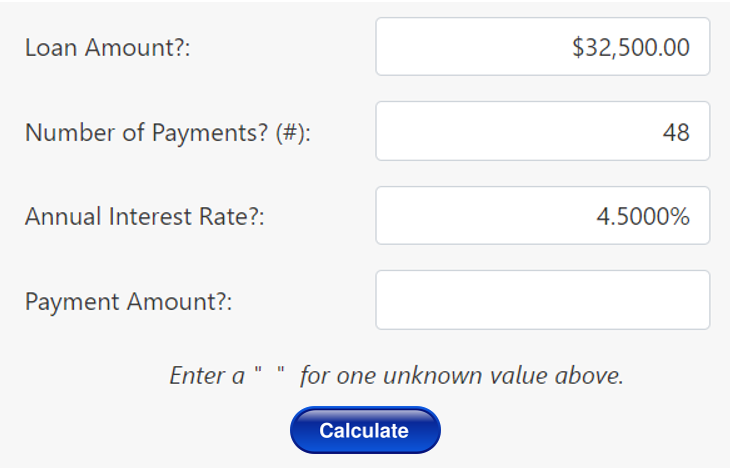 Loan Amount?: $32,500.00
Number of Payments? (#): 48
Annual Interest Rate?: 4.5000%
Payment Amount?:
Enter a " " for one unknown value above.
Calculate